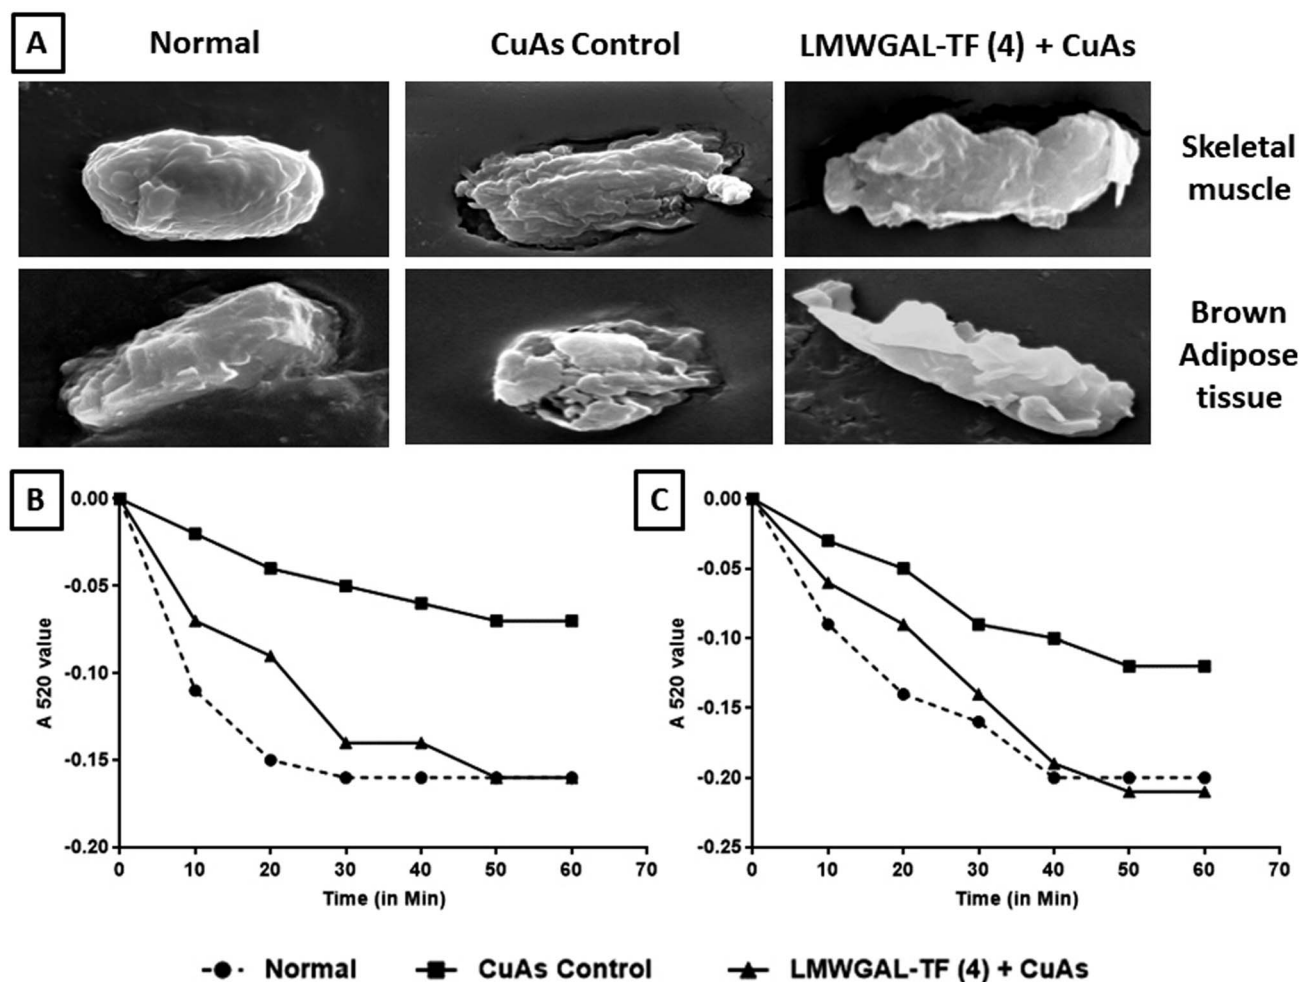 A
Normal
CuAs Control
LMWGAL-TF (4) + CuAs
Skeletal
muscle
Brown
Adipose
tissue
B
0.00
-0.05
-0.10
-0.15
-0.20
A 520 value
0
10
20
30
40
50
60
70
Time (in Min)
C
0.00
-0.05
-0.10
-0.15
-0.20
-0.25
A 520 value
0
10
20
30
40
50
60
70
Time (in Min)
Normal
CuAs Control
LMWGAL-TF (4) + CuAs